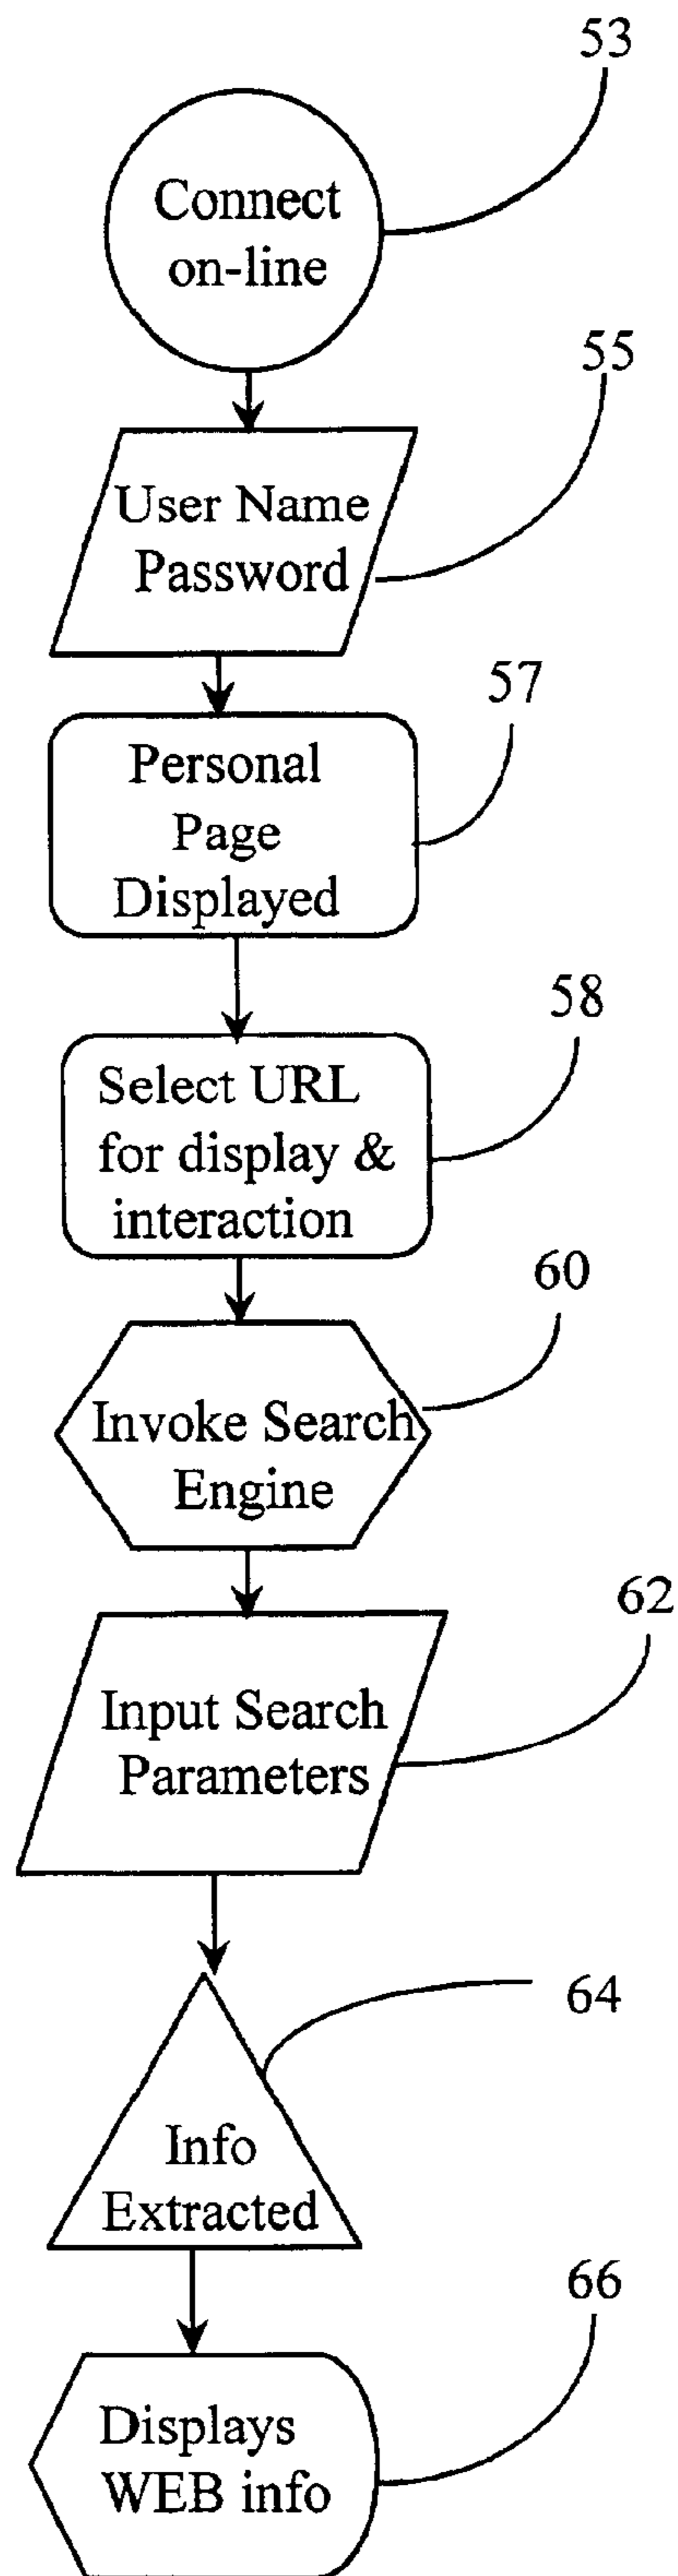 53
Connect
on-line
55
User Name
Password
57
Personal
Page
Displayed
58
Select URL
for display &
interaction
60
Invoke Search
Engine
62
Input Search
Parameters
64
Info
Extracted
66
Displays
WEB info